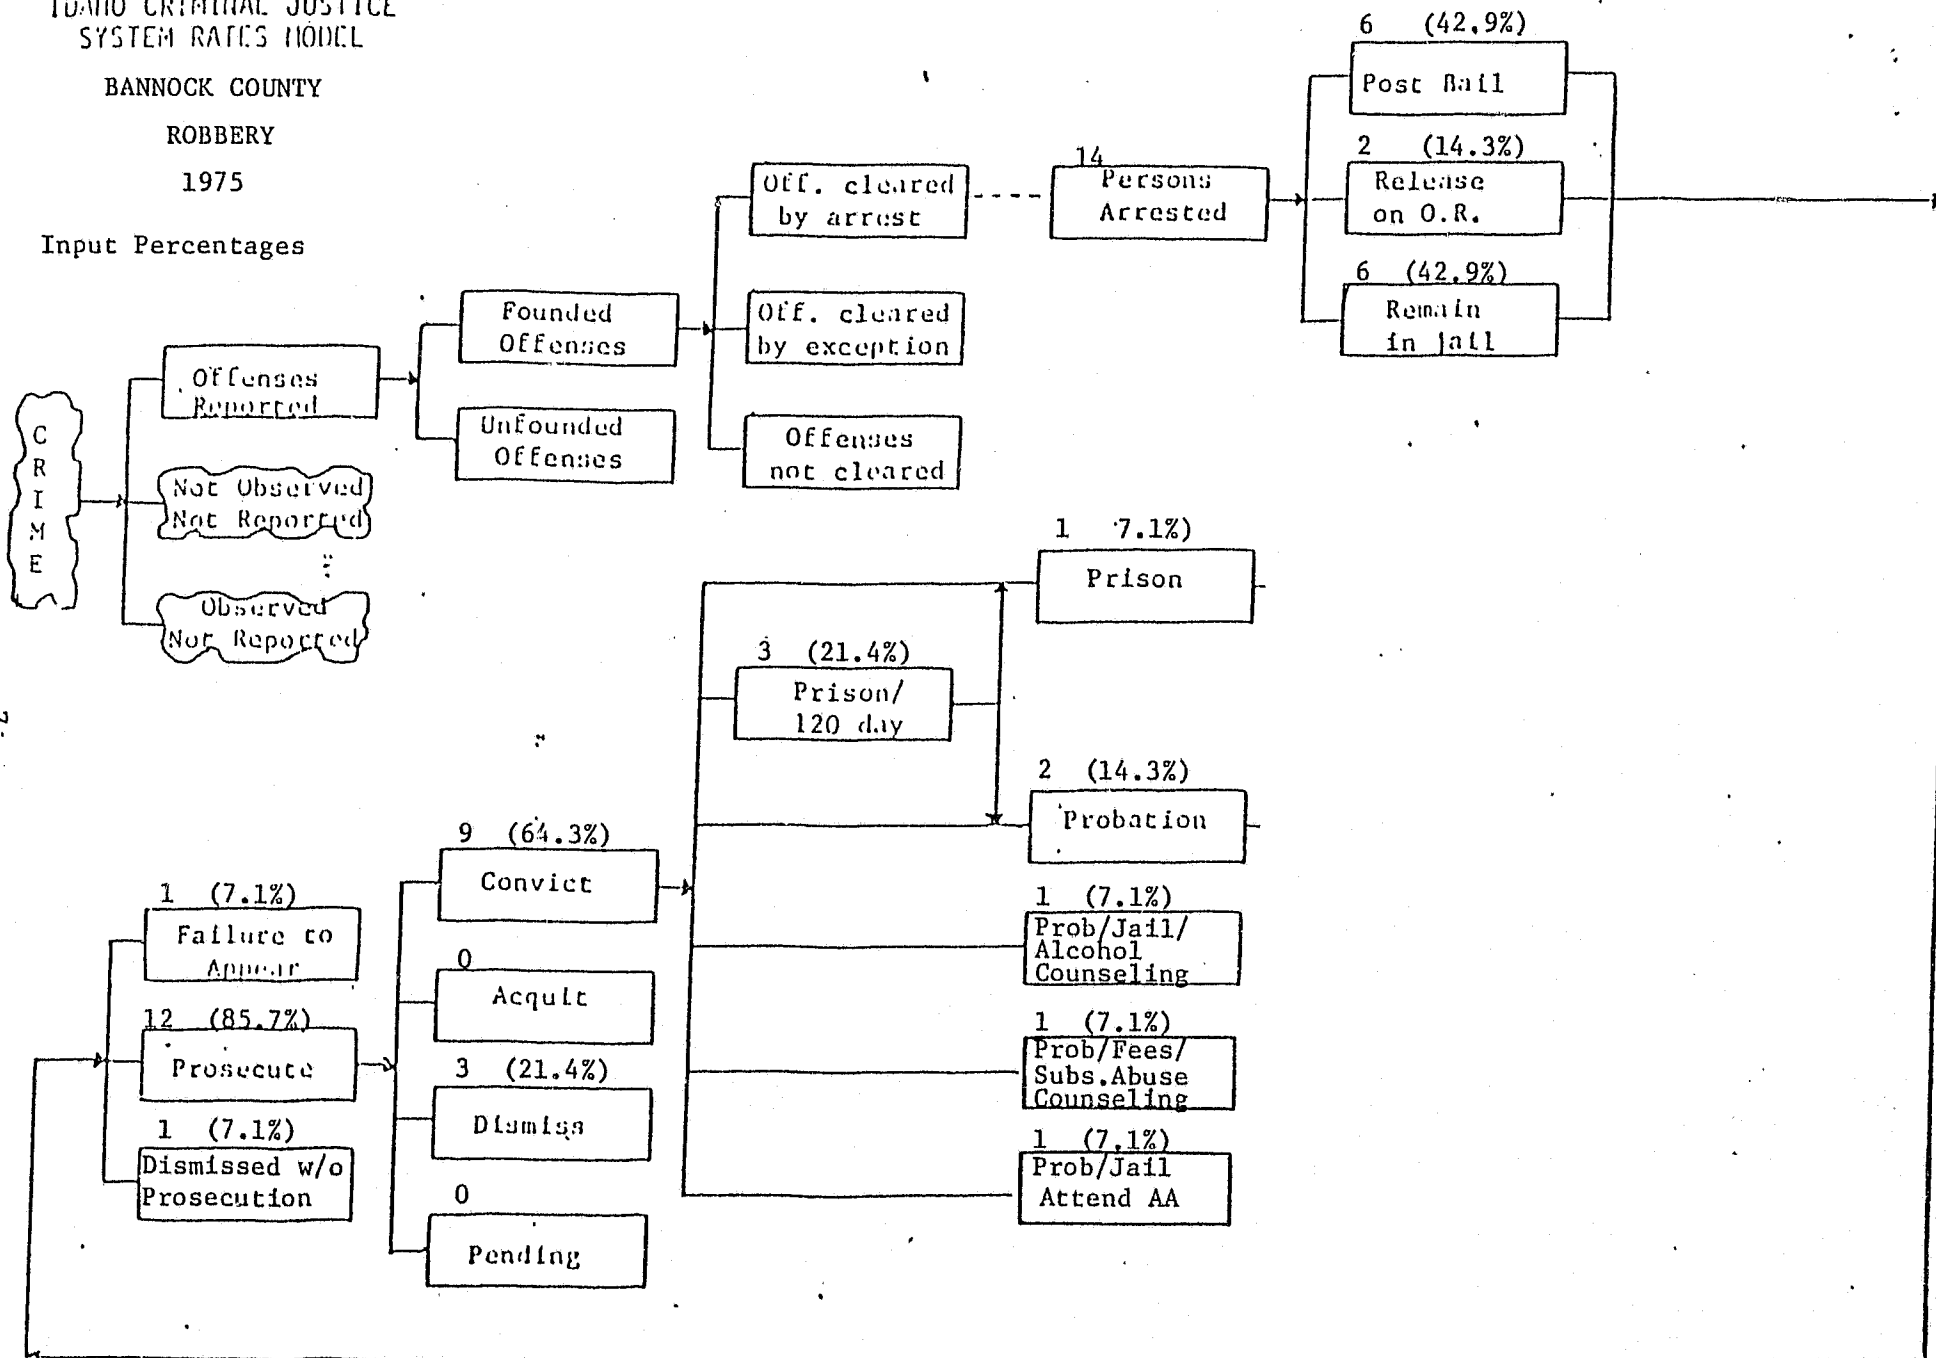 IDAHO CRIMINAL JUSTICE
SYSTEM RATES MODEL
BANNOCK COUNTY
ROBBERY
1975
Input Percentages
6 (42.9%)
Post Bail
2 (14.3%)
Release
on O.R.
6 (42.9%)
Remain
in jail
14
Persons
Arrested
Off. cleared
by arrest
Off. cleared
by exception
Offenses
not cleared
Founded
Offenses
Unfounded
Offenses
Offenses
Reported
Not Observed
Not Reported
Observed
Not Reported
C
R
I
M
E
1 7.1%)
Prison
3 (21.4%)
Prison/
120 day
2 (14.3%)
Probation
9 (64.3%)
Convict
0
Acquit
3 (21.4%)
Dismiss
0
Pending
1 (7.1%)
Failure to
Appear
12 (85.7%)
Prosecute
1 (7.1%)
Dismissed w/o
Prosecution
1 (7.1%)
Prob/Jail/
Alcohol
Counseling
1 (7.1%)
Prob/Fees/
Subs.Abuse
Counseling
1 (7.1%)
Prob/Jail
Attend AA